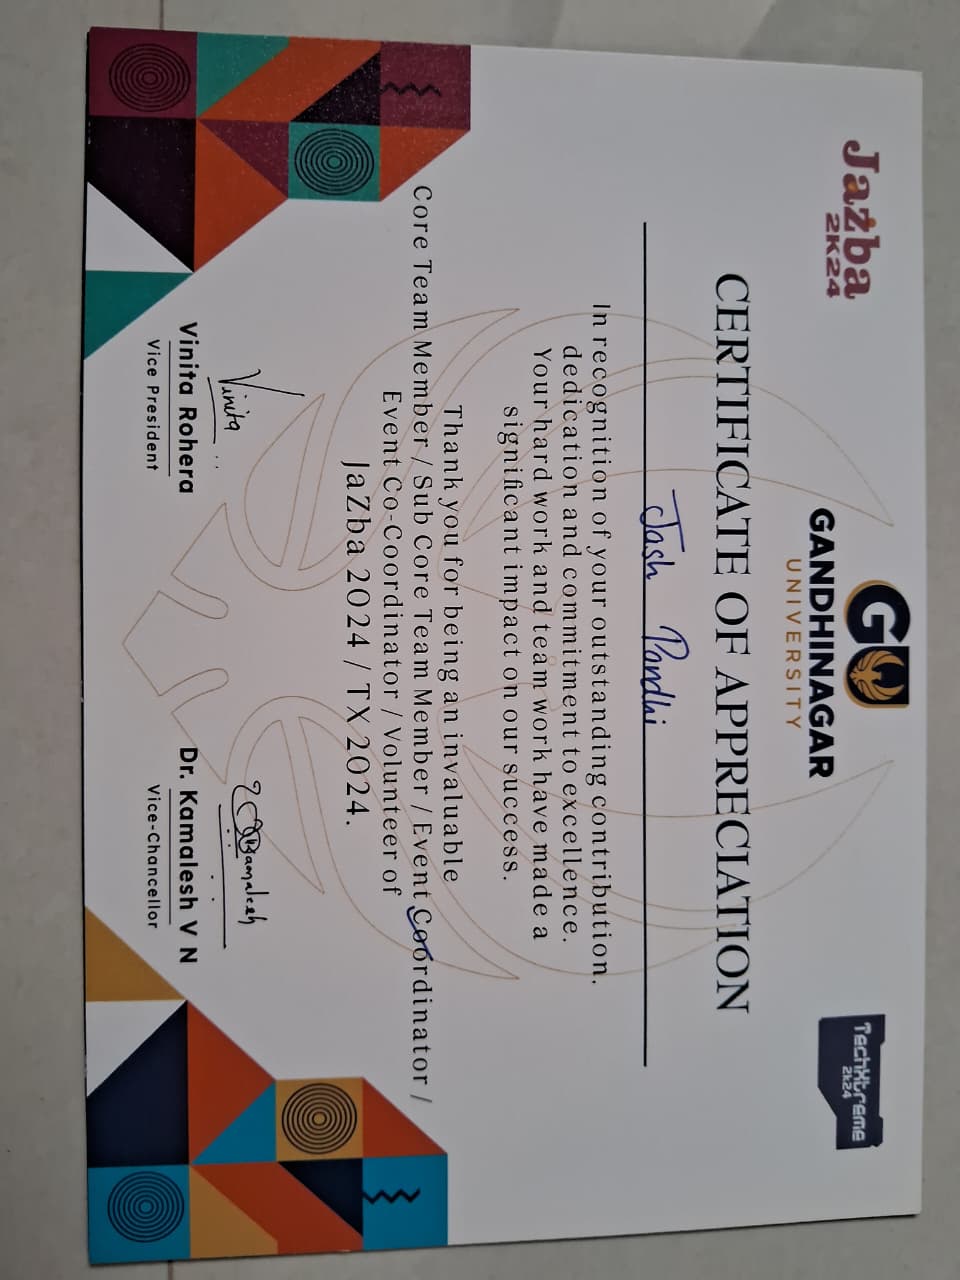 Jazba
2K24
GU
GANDHINAGAR
UNIVERSITY
TechXtreme
2k24
CERTIFICATE OF APPRECIATION
Jash Pandhi
In recognition of your outstanding contribution,
dedication and commitment to excellence.
Your hard work and team work have made a
significant impact on our success.
Thank you for being an invaluable
Core Team Member / Sub Core Team Member / Event Coordinator /
Event Co-Coordinator / Volunteer of
JaZba 2024 / TX 2024.
Vinita
Kamalesh
Vinita Rohera
Dr. Kamalesh V N
Vice President
Vice-Chancellor